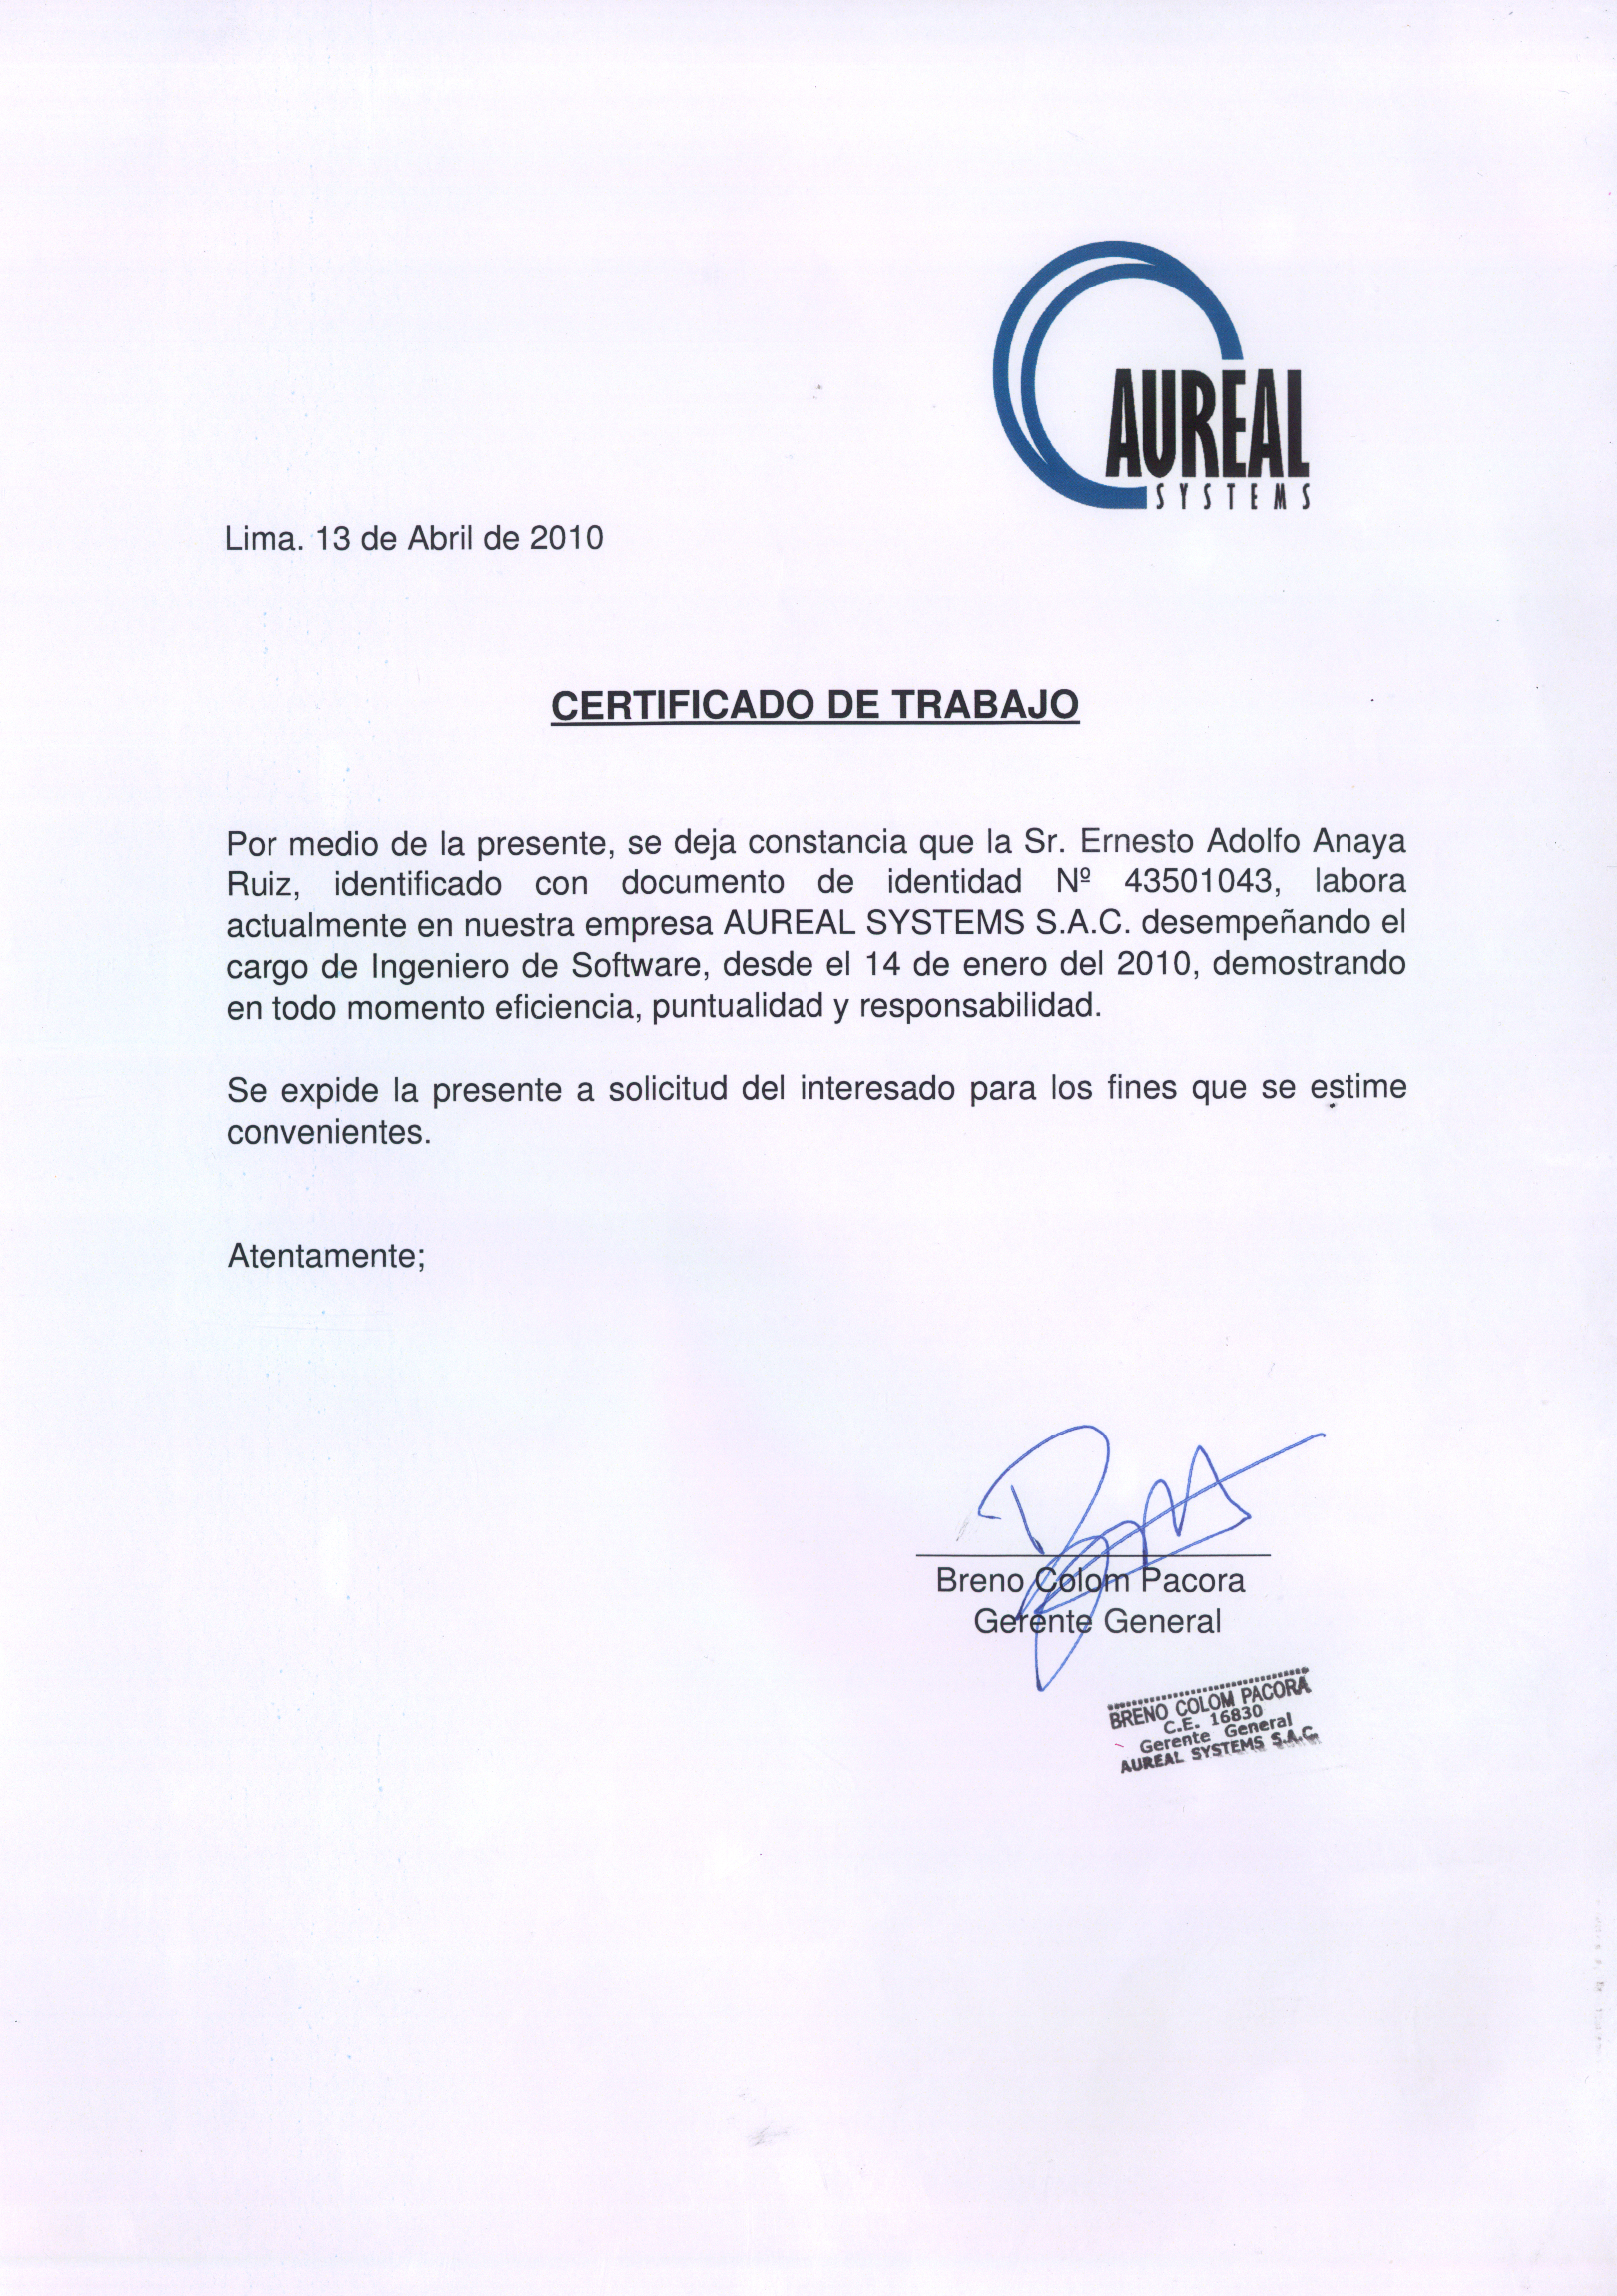 AUREAL
SYSTEMS
Lima. 13 de Abril de 2010
CERTIFICADO DE TRABAJO
Por medio de la presente, se deja constancia que la Sr. Ernesto Adolfo Anaya
Ruiz, identificado con documento de identidad Nº 43501043, labora
actualmente en nuestra empresa AUREAL SYSTEMS S.A.C. desempeñando el
cargo de Ingeniero de Software, desde el 14 de enero del 2010, demostrando
en todo momento eficiencia, puntualidad y responsabilidad.
Se expide la presente a solicitud del interesado para los fines que se estime
convenientes.
Atentamente;
Breno Colom Pacora
Gerente General
BRENO COLOM PACORA
C.E. 16830
Gerente General
AUREAL SYSTEMS S.A.C.